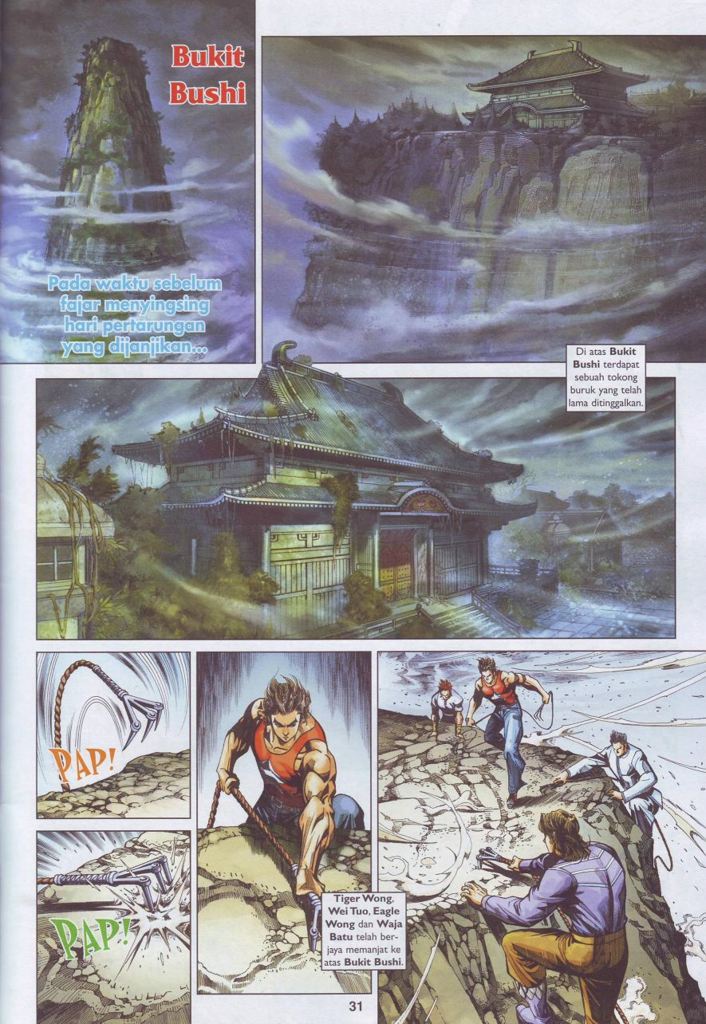 Bukit
Bushi
Pada waktu sebelum
fajar menyingsing
hari pertarungan
yang dijanjikan...
Di atas Bukit
Bushi terdapat
sebuah tokong
buruk yang telah
lama ditinggalkan.
PAP!
PAP!
Tiger Wong,
Wei Tuo, Eagle
Wong dan Waja
Batu telah ber-
jaya memanjat ke
atas Bukit Bushi.
31